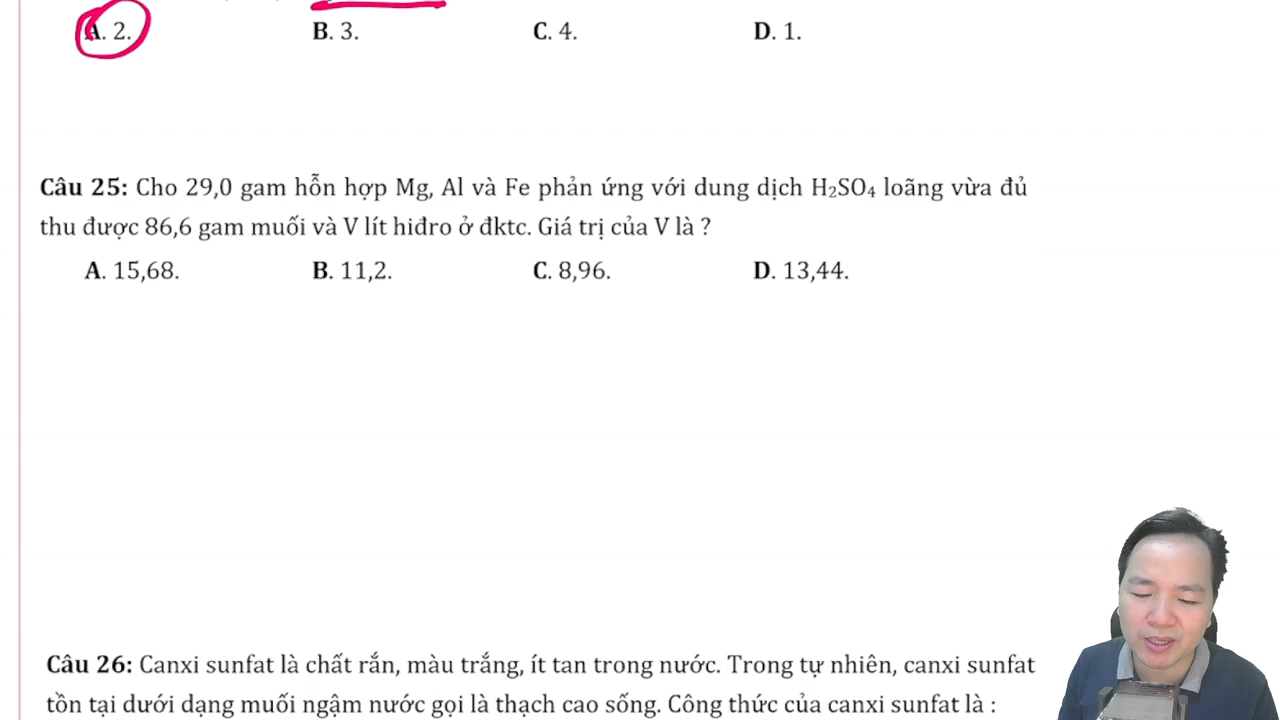 A. 2. B. 3. C. 4. D. 1.
Câu 25: Cho 29,0 gam hỗn hợp Mg, Al và Fe phản ứng với dung dịch H₂SO₄ loãng vừa đủ
thu được 86,6 gam muối và V lít hiđro ở đktc. Giá trị của V là ?
A. 15,68. B. 11,2. C. 8,96. D. 13,44.
Câu 26: Canxi sunfat là chất rắn, màu trắng, ít tan trong nước. Trong tự nhiên, canxi sunfat
tồn tại dưới dạng muối ngậm nước gọi là thạch cao sống. Công thức của canxi sunfat là :